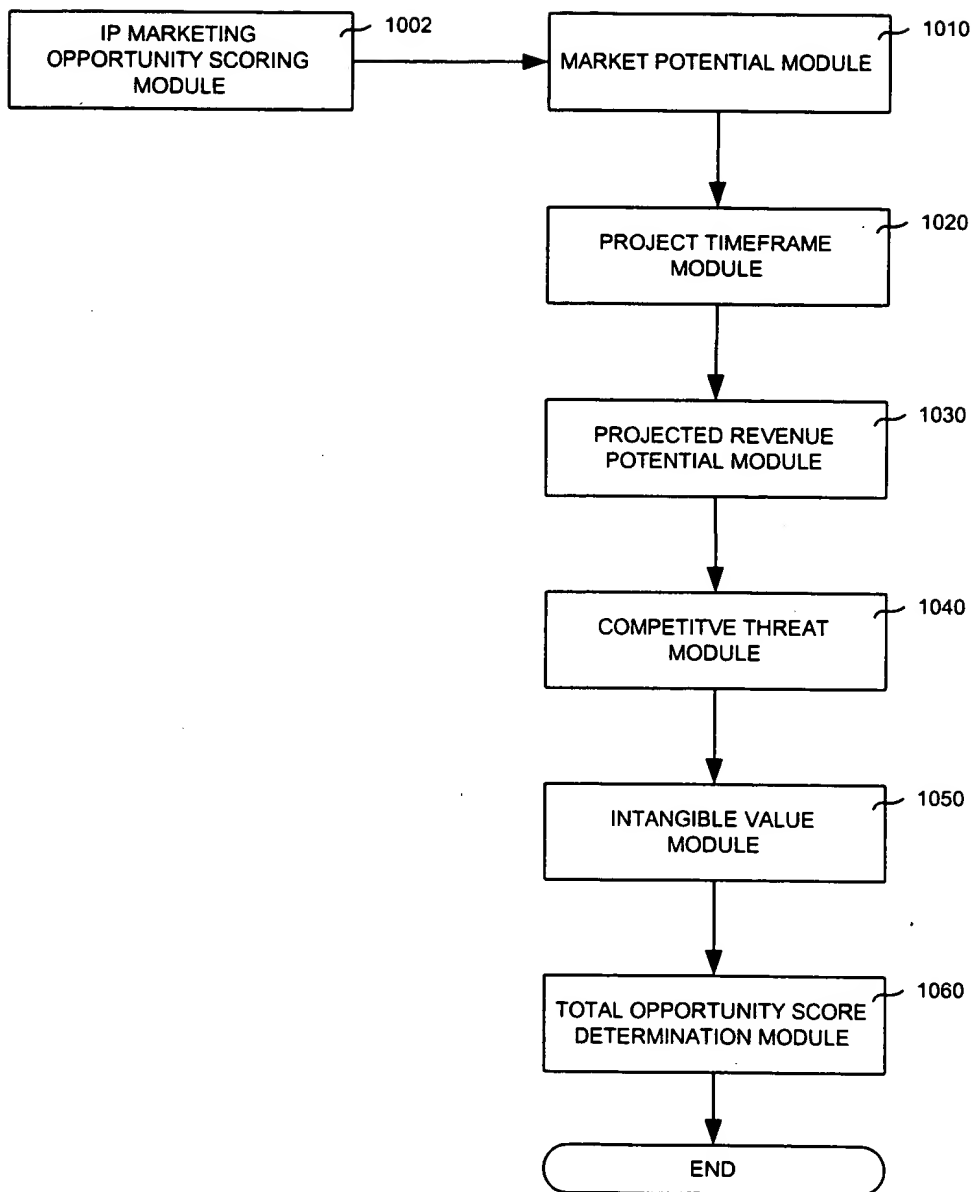 IP MARKETING
OPPORTUNITY SCORING
MODULE
1002
MARKET POTENTIAL MODULE
1010
PROJECT TIMEFRAME
MODULE
1020
PROJECTED REVENUE
POTENTIAL MODULE
1030
COMPETITVE THREAT
MODULE
1040
INTANGIBLE VALUE
MODULE
1050
TOTAL OPPORTUNITY SCORE
DETERMINATION MODULE
1060
END